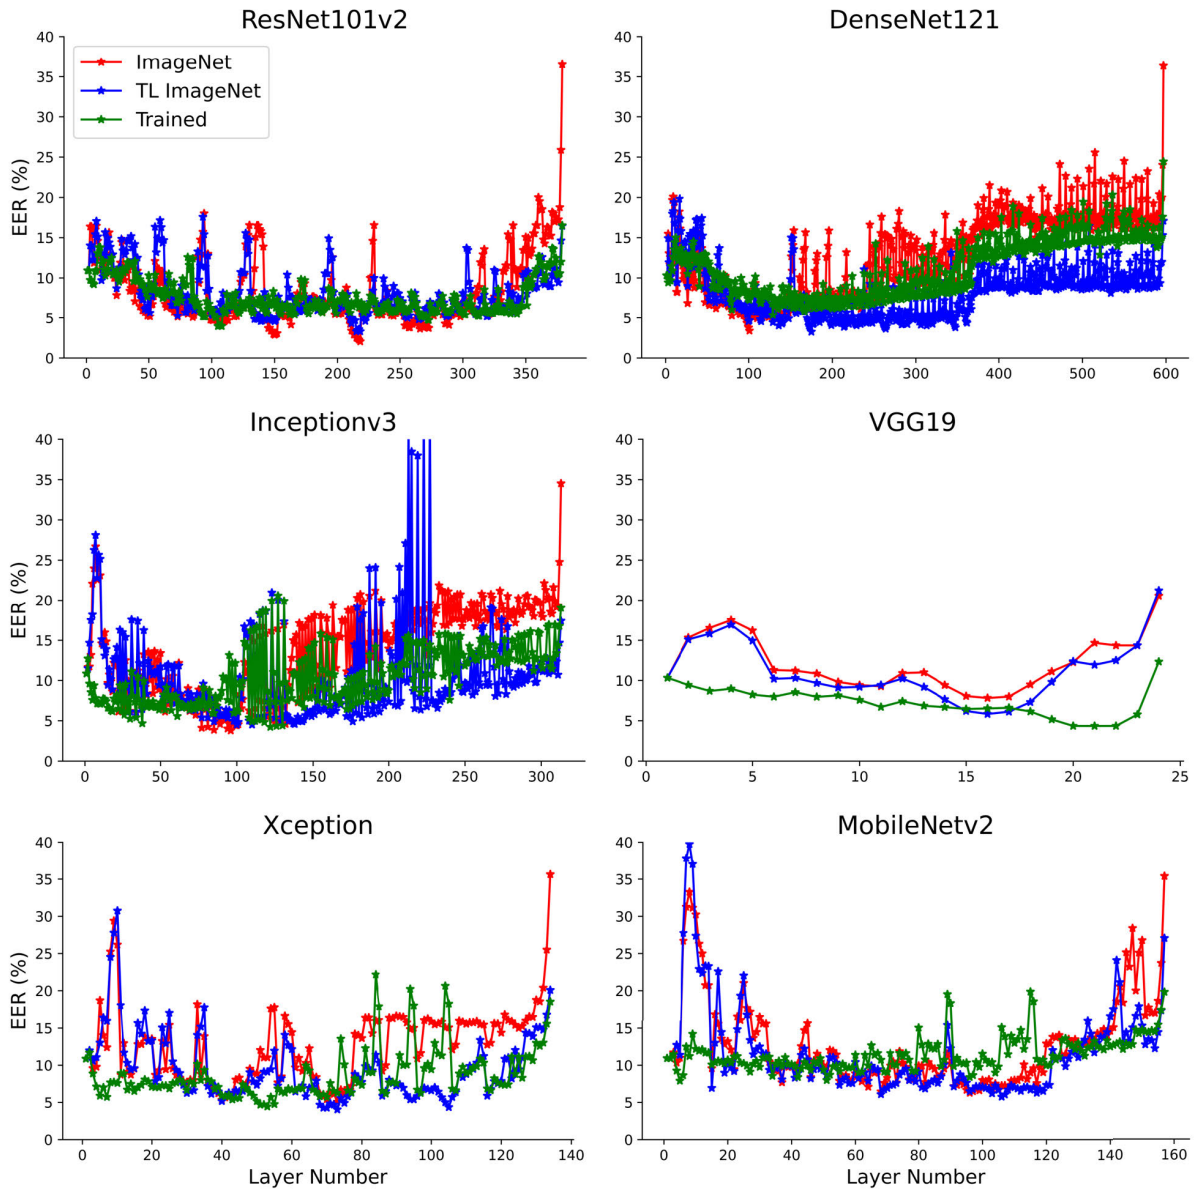 ResNet101v2
DenseNet121
ImageNet
TL ImageNet
Trained
EER (%)
40
35
30
25
20
15
10
5
0
0 50 100 150 200 250 300 350
40
35
30
25
20
15
10
5
0
0 100 200 300 400 500 600
Inceptionv3
VGG19
EER (%)
40
35
30
25
20
15
10
5
0
0 50 100 150 200 250 300
40
35
30
25
20
15
10
5
0
0 5 10 15 20 25
Xception
MobileNetv2
EER (%)
40
35
30
25
20
15
10
5
0
0 20 40 60 80 100 120 140
Layer Number
40
35
30
25
20
15
10
5
0
0 20 40 60 80 100 120 140 160
Layer Number